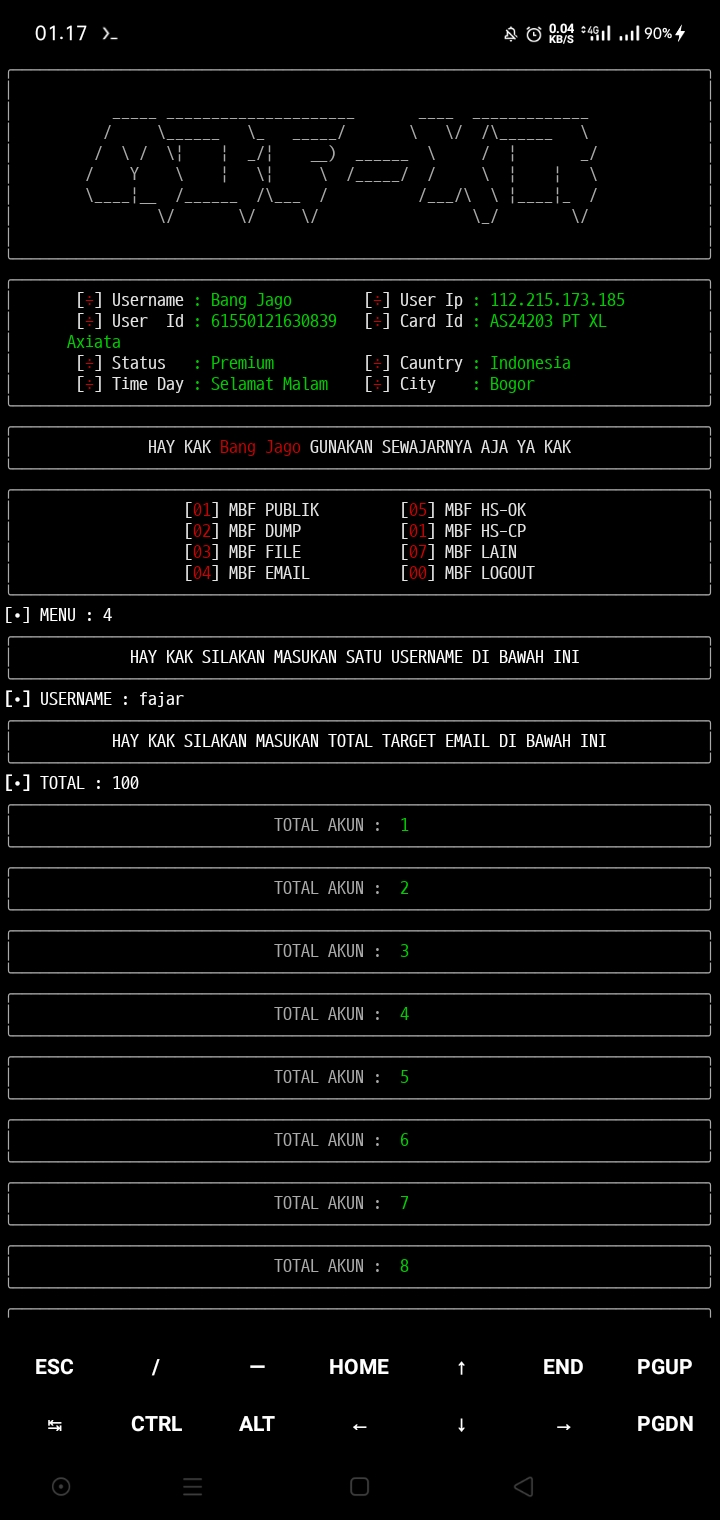 01.17
0.04 KB/S 4G 90%
[÷] Username : Bang Jago [÷] User Ip : 112.215.173.185
[÷] User Id : 61550121630839 [÷] Card Id : AS24203 PT XL
Axiata
[÷] Status : Premium [÷] Cauntry : Indonesia
[÷] Time Day : Selamat Malam [÷] City : Bogor
HAY KAK Bang Jago GUNAKAN SEWAJARNYA AJA YA KAK
[01] MBF PUBLIK [05] MBF HS-OK
[02] MBF DUMP [01] MBF HS-CP
[03] MBF FILE [07] MBF LAIN
[04] MBF EMAIL [00] MBF LOGOUT
[•] MENU : 4
HAY KAK SILAKAN MASUKAN SATU USERNAME DI BAWAH INI
[•] USERNAME : fajar
HAY KAK SILAKAN MASUKAN TOTAL TARGET EMAIL DI BAWAH INI
[•] TOTAL : 100
TOTAL AKUN : 1
TOTAL AKUN : 2
TOTAL AKUN : 3
TOTAL AKUN : 4
TOTAL AKUN : 5
TOTAL AKUN : 6
TOTAL AKUN : 7
TOTAL AKUN : 8
ESC / — HOME ↑ END PGUP
↹ CTRL ALT ← ↓ → PGDN